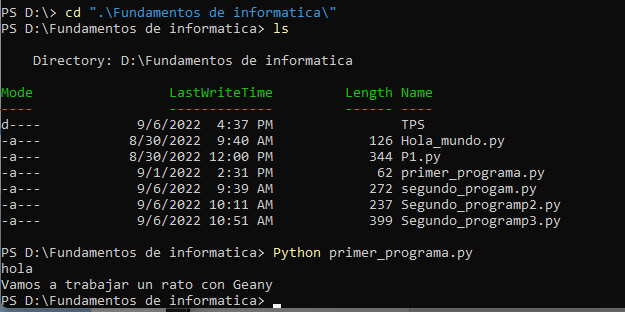 PS D:\> cd ".\Fundamentos de informatica\"
PS D:\Fundamentos de informatica> ls
Directory: D:\Fundamentos de informatica
Mode LastWriteTime Length Name
---- ------------- ------ ----
d---- 9/6/2022 4:37 PM TPS
-a--- 8/30/2022 9:40 AM 126 Hola_mundo.py
-a--- 8/30/2022 12:00 PM 344 P1.py
-a--- 9/1/2022 2:31 PM 62 primer_programa.py
-a--- 9/6/2022 9:39 AM 272 segundo_progam.py
-a--- 9/6/2022 10:11 AM 237 Segundo_programp2.py
-a--- 9/6/2022 10:51 AM 399 Segundo_programp3.py
PS D:\Fundamentos de informatica> Python primer_programa.py
hola
Vamos a trabajar un rato con Geany
PS D:\Fundamentos de informatica>